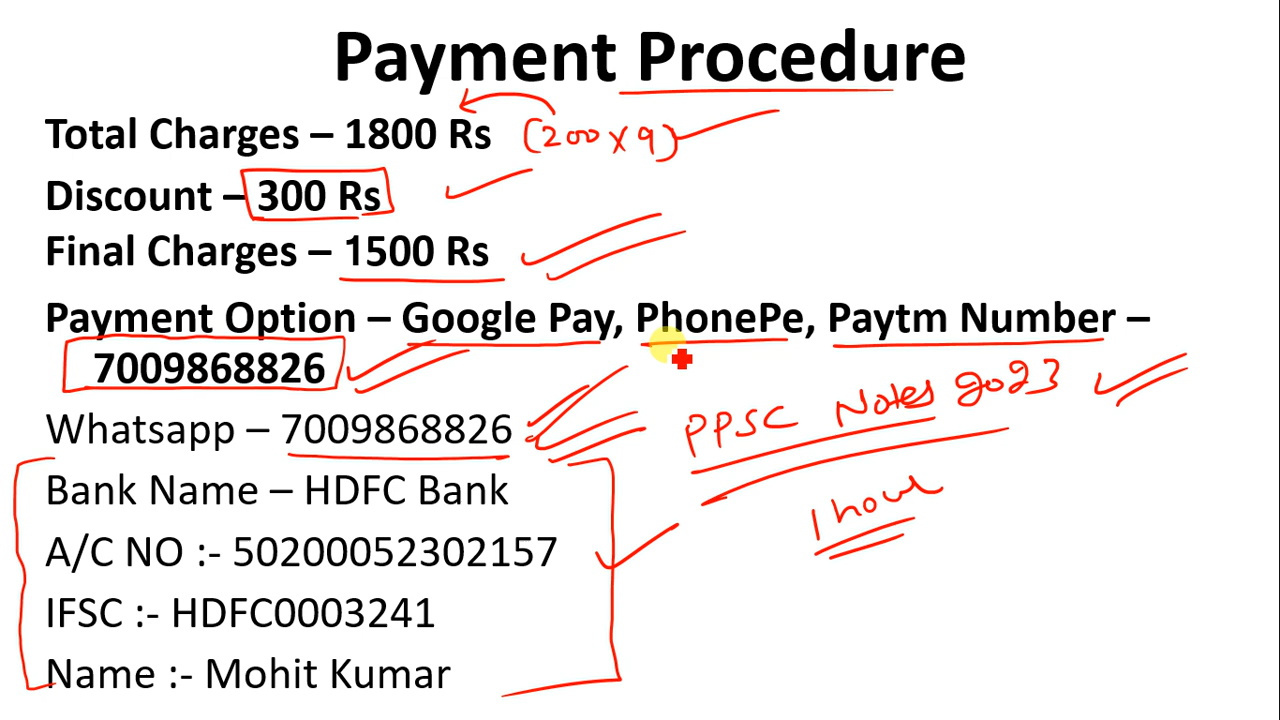 Payment Procedure
Total Charges – 1800 Rs (200 x 9)
Discount – 300 Rs
Final Charges – 1500 Rs
Payment Option – Google Pay, PhonePe, Paytm Number –
7009868826
Whatsapp – 7009868826
PPSC Notes 2023
Bank Name – HDFC Bank
1 hour
A/C NO :- 50200052302157
IFSC :- HDFC0003241
Name :- Mohit Kumar